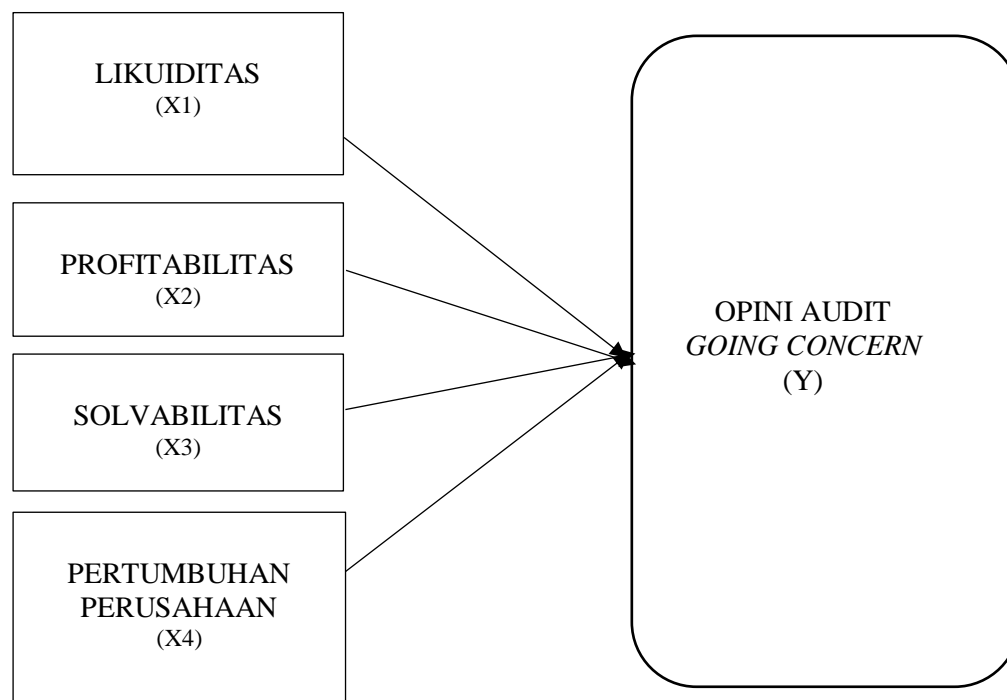 LIKUIDITAS
(X1)
PROFITABILITAS
(X2)
SOLVABILITAS
(X3)
PERTUMBUHAN
PERUSAHAAN
(X4)
OPINI AUDIT
GOING CONCERN
(Y)